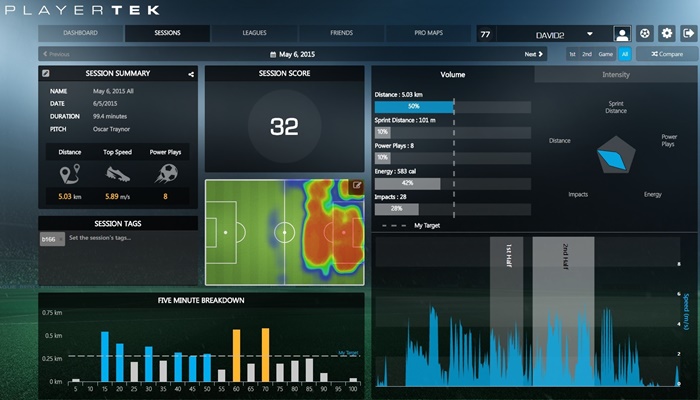 PLAYERTEK
DASHBOARD SESSIONS LEAGUES FRIENDS PRO MAPS 77 DAVID2
Previous May 6, 2015 Next 1st 2nd Game All Compare
SESSION SUMMARY
NAME May 6, 2015 All
DATE 6/5/2015
DURATION 99.4 minutes
PITCH Oscar Traynor
Distance Top Speed Power Plays
5.03 km 5.89 m/s 8
SESSION TAGS
b166 Set the session's tags...
SESSION SCORE
32
Volume Intensity
Distance : 5.03 km
50%
Sprint Distance : 101 m
10%
Power Plays : 8
10%
Energy : 583 cal
42%
Impacts : 28
28%
My Target
Sprint
Distance
Power
Plays
Energy
Impacts
Distance
FIVE MINUTE BREAKDOWN
0.75 km
0.5 km
0.25 km
0 km
My Target
5 10 15 20 25 30 35 40 45 50 55 60 65 70 75 80 85 90 95 100
1st Half
2nd Half
8
6
4
2
0
Speed (m/s)